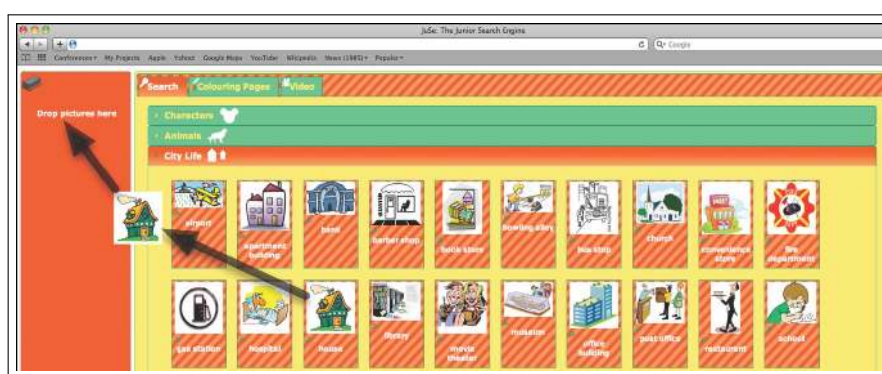 JuSe: The Junior Search Engine
Google
Conferences My Projects Apple Yahoo! Google Maps YouTube Wikipedia News (1985) Popular
Search Colouring Pages Video
Drop pictures here
Characters
Animals
City Life
airport
apartment building
bank
barber shop
book store
bowling alley
bus stop
church
convenience store
fire department
gas station
hospital
house
library
movie theater
museum
office building
post office
restaurant
school